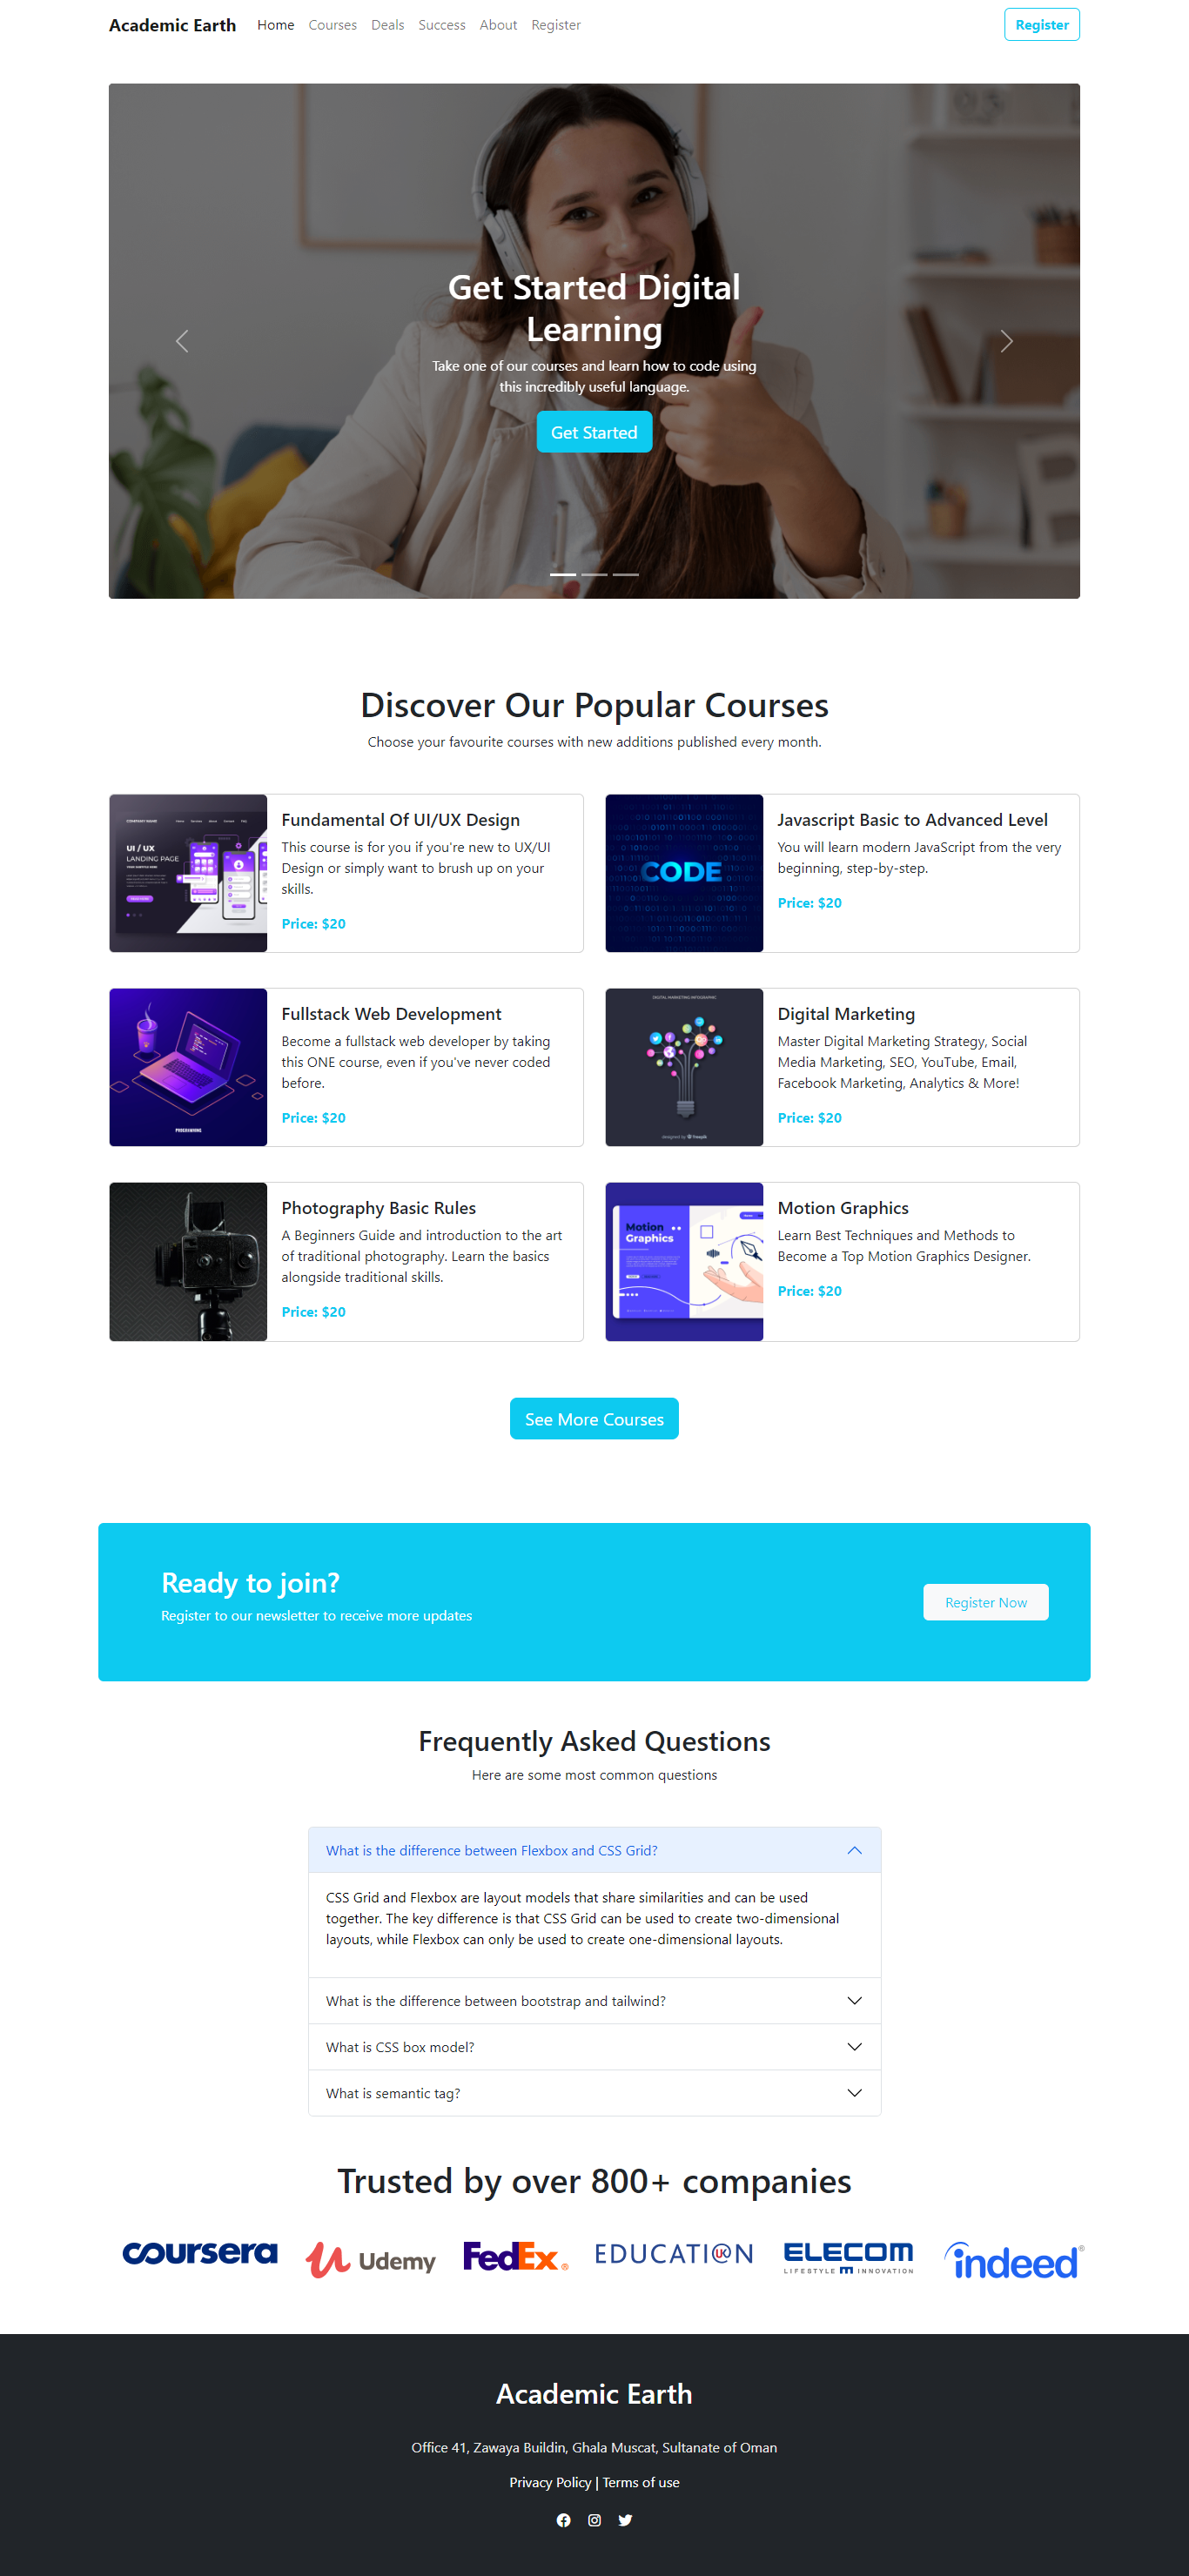 Academic Earth Home Courses Deals Success About Register Register
Get Started Digital
Learning
Take one of our courses and learn how to code using
this incredibly useful language.
Get Started
Discover Our Popular Courses
Choose your favourite courses with new additions published every month.
COMPANY NAME
UI / UX
LANDING PAGE
Fundamental Of UI/UX Design
This course is for you if you're new to UX/UI
Design or simply want to brush up on your
skills.
Price: $20
CODE
Javascript Basic to Advanced Level
You will learn modern JavaScript from the very
beginning, step-by-step.
Price: $20
Fullstack Web Development
Become a fullstack web developer by taking
this ONE course, even if you've never coded
before.
Price: $20
DIGITAL MARKETING INFOGRAPHIC
designed by freepik
Digital Marketing
Master Digital Marketing Strategy, Social
Media Marketing, SEO, YouTube, Email,
Facebook Marketing, Analytics & More!
Price: $20
Photography Basic Rules
A Beginners Guide and introduction to the art
of traditional photography. Learn the basics
alongside traditional skills.
Price: $20
Motion
Graphics
Motion Graphics
Learn Best Techniques and Methods to
Become a Top Motion Graphics Designer.
Price: $20
See More Courses
Ready to join?
Register to our newsletter to receive more updates
Register Now
Frequently Asked Questions
Here are some most common questions
What is the difference between Flexbox and CSS Grid?
CSS Grid and Flexbox are layout models that share similarities and can be used
together. The key difference is that CSS Grid can be used to create two-dimensional
layouts, while Flexbox can only be used to create one-dimensional layouts.
What is the difference between bootstrap and tailwind?
What is CSS box model?
What is semantic tag?
Trusted by over 800+ companies
coursera Udemy FedEx® EDUCATION UK ELECOM indeed®
LIFESTYLE INNOVATION
Academic Earth
Office 41, Zawaya Buildin, Ghala Muscat, Sultanate of Oman
Privacy Policy | Terms of use